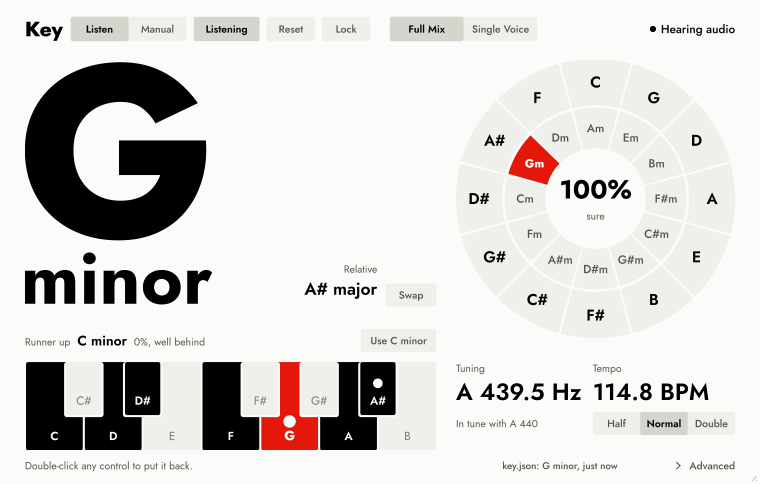 Key Listen Manual Listening Reset Lock Full Mix Single Voice Hearing audio
G
minor
Relative
A# major Swap
Runner up C minor 0%, well behind Use C minor
C# D# F# G# A#
C D E F G A B
Double-click any control to put it back.
C
F G
A# D
D# A
G# E
C# B
F#
Am
Dm Em
Gm Bm
Cm F#m
Fm C#m
A#m G#m
D#m
100%
sure
Tuning Tempo
A 439.5 Hz 114.8 BPM
In tune with A 440 Half Normal Double
key.json: G minor, just now Advanced